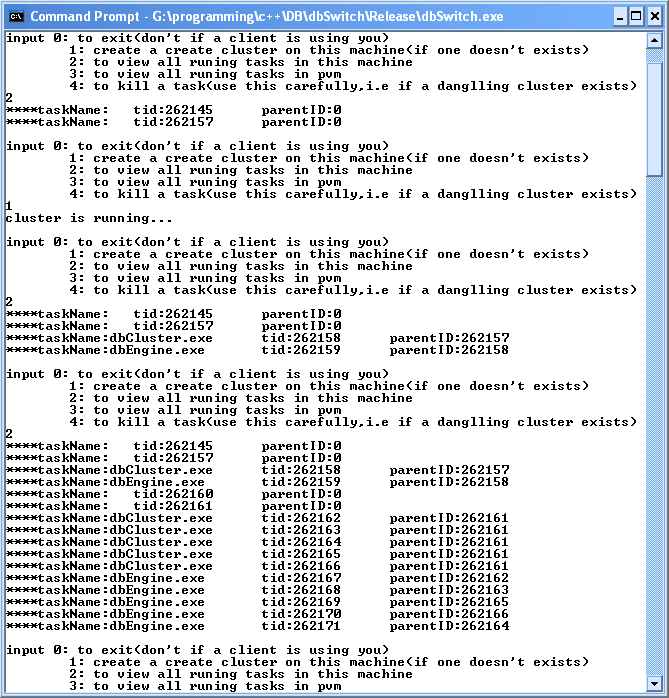 Command Prompt - G:\programming\c++\DB\dbSwitch\Release\dbSwitch.exe
input 0: to exit(don't if a client is using you)
        1: create a create cluster on this machine(if one doesn't exists)
        2: to view all runing tasks in this machine
        3: to view all runing tasks in pvm
        4: to kill a task(use this carefully,i.e if a danglling cluster exists)
2
****taskName:   tid:262145      parentID:0
****taskName:   tid:262157      parentID:0

input 0: to exit(don't if a client is using you)
        1: create a create cluster on this machine(if one doesn't exists)
        2: to view all runing tasks in this machine
        3: to view all runing tasks in pvm
        4: to kill a task(use this carefully,i.e if a danglling cluster exists)
1
cluster is running...

input 0: to exit(don't if a client is using you)
        1: create a create cluster on this machine(if one doesn't exists)
        2: to view all runing tasks in this machine
        3: to view all runing tasks in pvm
        4: to kill a task(use this carefully,i.e if a danglling cluster exists)
2
****taskName:   tid:262145      parentID:0
****taskName:   tid:262157      parentID:0
****taskName:dbCluster.exe      tid:262158      parentID:262157
****taskName:dbEngine.exe       tid:262159      parentID:262158

input 0: to exit(don't if a client is using you)
        1: create a create cluster on this machine(if one doesn't exists)
        2: to view all runing tasks in this machine
        3: to view all runing tasks in pvm
        4: to kill a task(use this carefully,i.e if a danglling cluster exists)
2
****taskName:   tid:262145      parentID:0
****taskName:   tid:262157      parentID:0
****taskName:dbCluster.exe      tid:262158      parentID:262157
****taskName:dbEngine.exe       tid:262159      parentID:262158
****taskName:   tid:262160      parentID:0
****taskName:   tid:262161      parentID:0
****taskName:dbCluster.exe      tid:262162      parentID:262161
****taskName:dbCluster.exe      tid:262163      parentID:262161
****taskName:dbCluster.exe      tid:262164      parentID:262161
****taskName:dbCluster.exe      tid:262165      parentID:262161
****taskName:dbCluster.exe      tid:262166      parentID:262161
****taskName:dbEngine.exe       tid:262167      parentID:262162
****taskName:dbEngine.exe       tid:262168      parentID:262163
****taskName:dbEngine.exe       tid:262169      parentID:262165
****taskName:dbEngine.exe       tid:262170      parentID:262166
****taskName:dbEngine.exe       tid:262171      parentID:262164

input 0: to exit(don't if a client is using you)
        1: create a create cluster on this machine(if one doesn't exists)
        2: to view all runing tasks in this machine
        3: to view all runing tasks in pvm